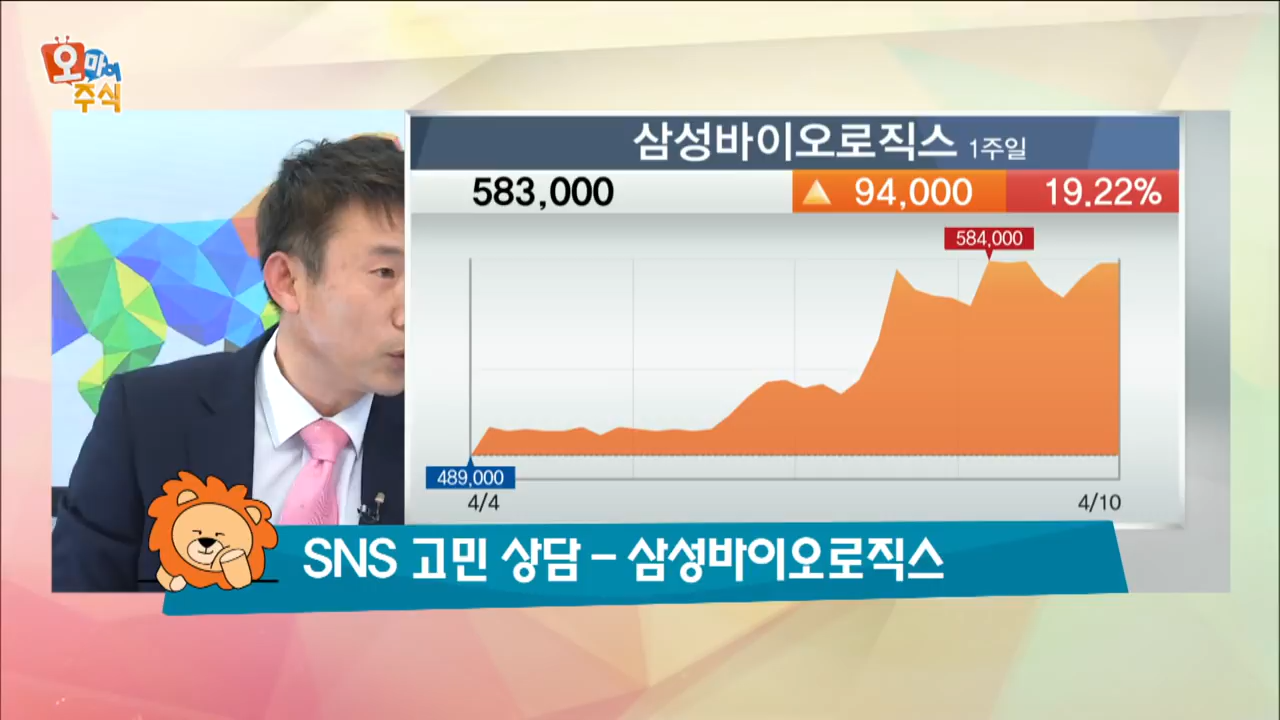 오마이
주식
삼성바이오로직스 1주일
583,000 ▲ 94,000 19.22%
584,000
489,000
4/4 4/10
SNS 고민 상담 – 삼성바이오로직스